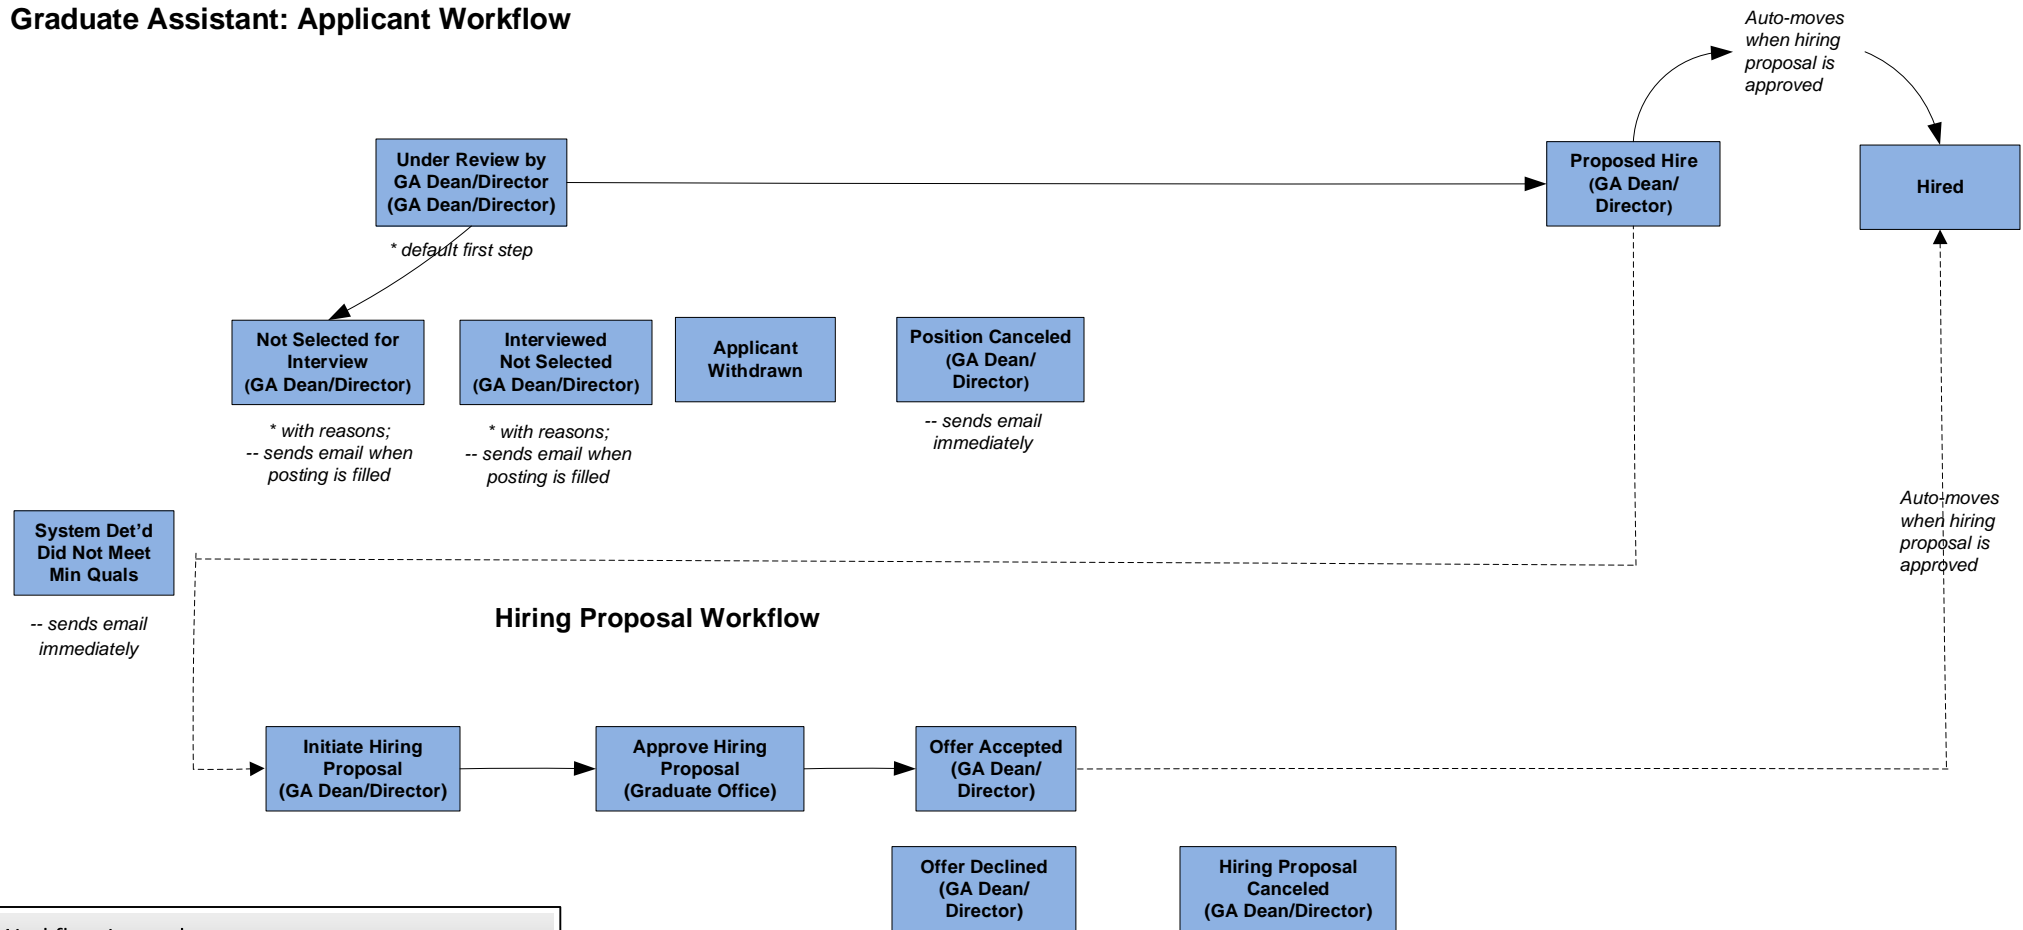 Graduate Assistant: Applicant Workflow
Auto-moves
when hiring
proposal is
approved
Under Review by
GA Dean/Director
(GA Dean/Director)
* default first step
Proposed Hire
(GA Dean/
Director)
Hired
Not Selected for
Interview
(GA Dean/Director)
* with reasons;
-- sends email when
posting is filled
Interviewed
Not Selected
(GA Dean/Director)
* with reasons;
-- sends email when
posting is filled
Applicant
Withdrawn
Position Canceled
(GA Dean/
Director)
-- sends email
immediately
System Det’d
Did Not Meet
Min Quals
-- sends email
immediately
Auto-moves
when hiring
proposal is
approved
Hiring Proposal Workflow
Initiate Hiring
Proposal
(GA Dean/Director)
Approve Hiring
Proposal
(Graduate Office)
Offer Accepted
(GA Dean/
Director)
Offer Declined
(GA Dean/
Director)
Hiring Proposal
Canceled
(GA Dean/Director)